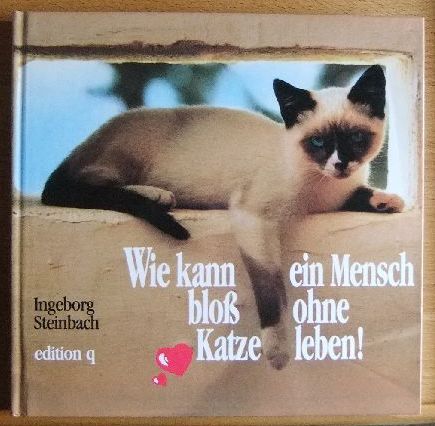 Wie kann ein Mensch
bloß ohne
Katze leben!
Ingeborg
Steinbach
edition q